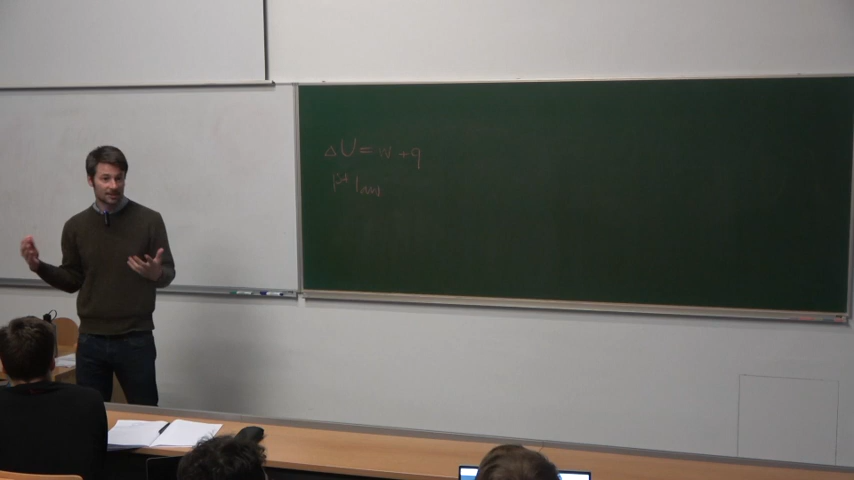 ΔU = w + q
1st law